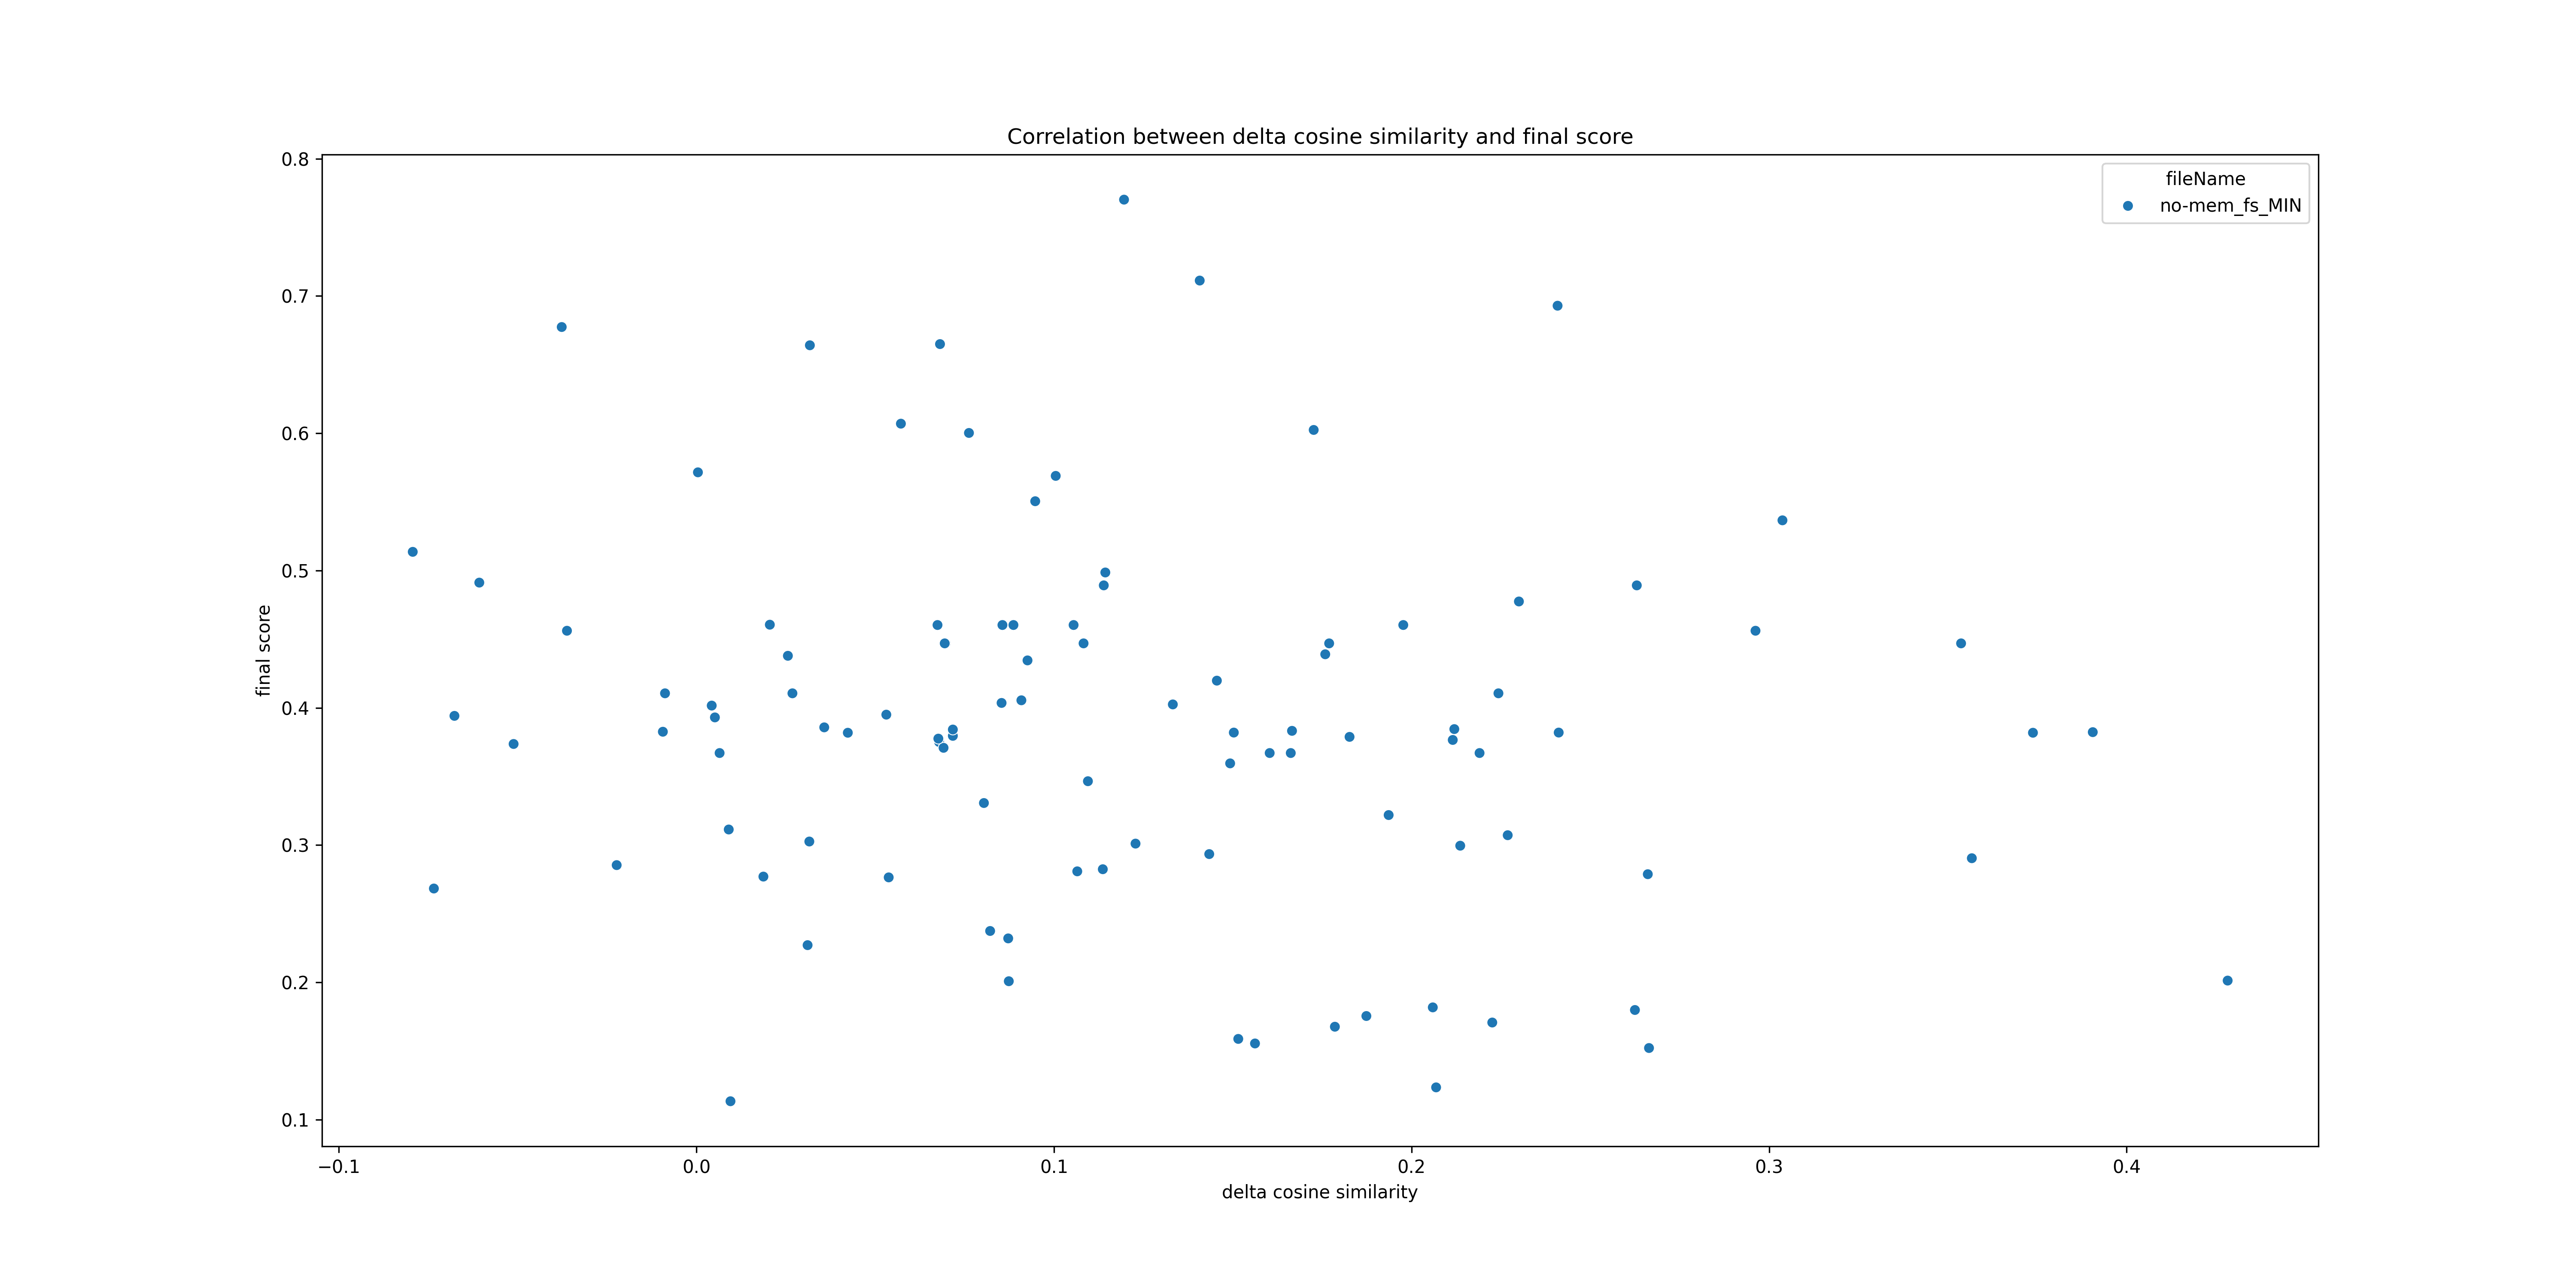 Correlation between delta cosine similarity and final score
fileName
no-mem_fs_MIN
0.8
0.7
0.6
0.5
0.4
0.3
0.2
0.1
final score
−0.1
0.0
0.1
0.2
0.3
0.4
delta cosine similarity